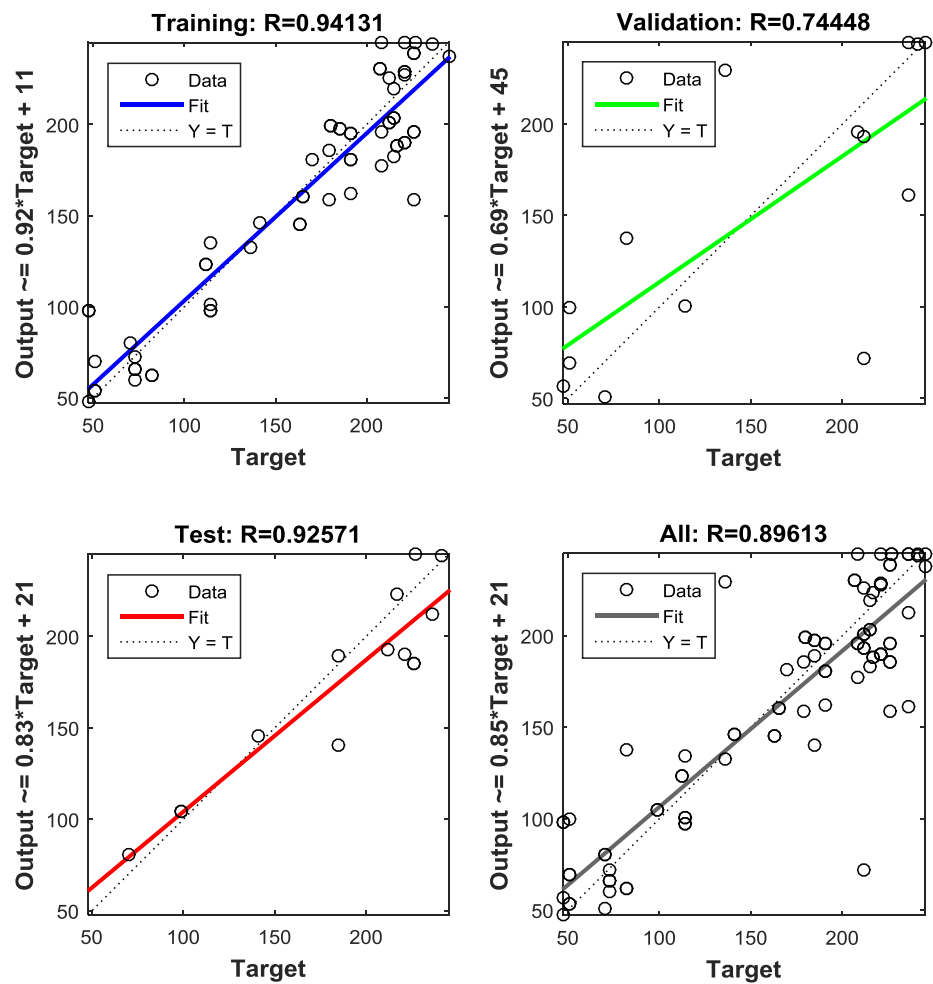 Training: R=0.94131
Output ~= 0.92*Target + 11
Data
Fit
Y = T
200
150
100
50
50 100 150 200
Target
Validation: R=0.74448
Output ~= 0.69*Target + 45
Data
Fit
Y = T
200
150
100
50
50 100 150 200
Target
Test: R=0.92571
Output ~= 0.83*Target + 21
Data
Fit
Y = T
200
150
100
50
50 100 150 200
Target
All: R=0.89613
Output ~= 0.85*Target + 21
Data
Fit
Y = T
200
150
100
50
50 100 150 200
Target